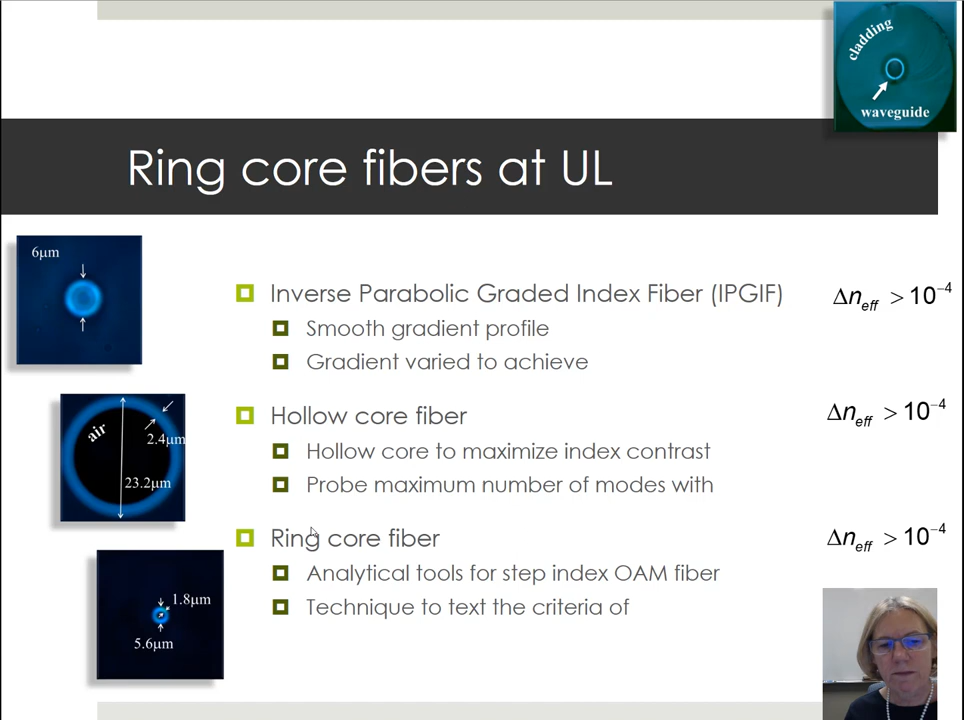 cladding
waveguide
Ring core fibers at UL
6μm
Inverse Parabolic Graded Index Fiber (IPGIF)
Δn_eff > 10⁻⁴
Smooth gradient profile
Gradient varied to achieve
air
2.4μm
23.2μm
Hollow core fiber
Δn_eff > 10⁻⁴
Hollow core to maximize index contrast
Probe maximum number of modes with
1.8μm
5.6μm
Ring core fiber
Δn_eff > 10⁻⁴
Analytical tools for step index OAM fiber
Technique to text the criteria of